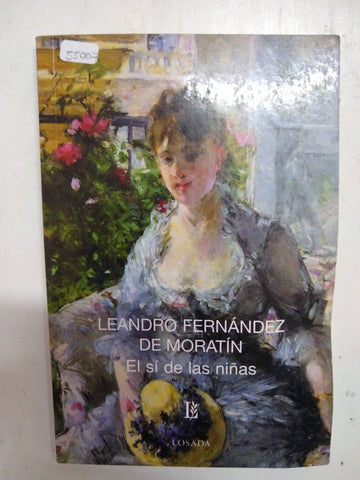 LEANDRO FERNÁNDEZ
DE MORATÍN
El sí de las niñas
LOSADA